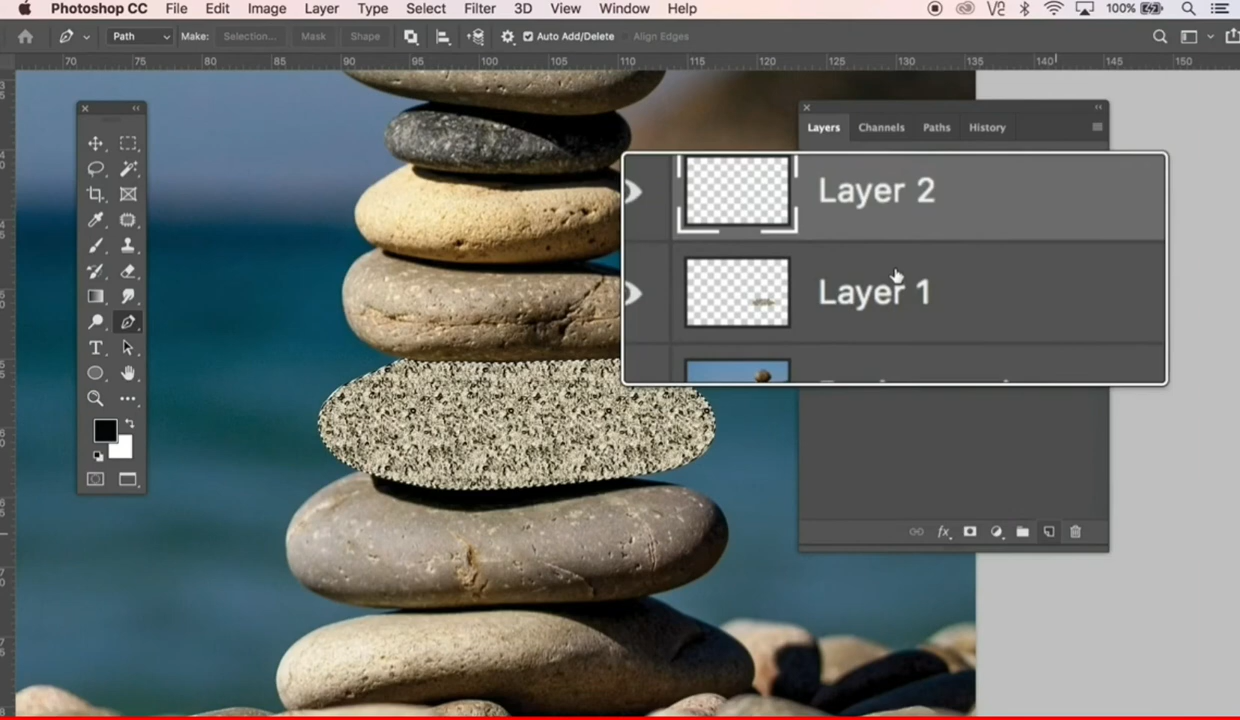 Photoshop CC File Edit Image Layer Type Select Filter 3D View Window Help 100%
Path Make: Selection... Mask Shape Auto Add/Delete Align Edges
70 75 80 85 90 95 100 105 110 115 120 125 130 135 140 145 150
Layers Channels Paths History
Layer 2
Layer 1